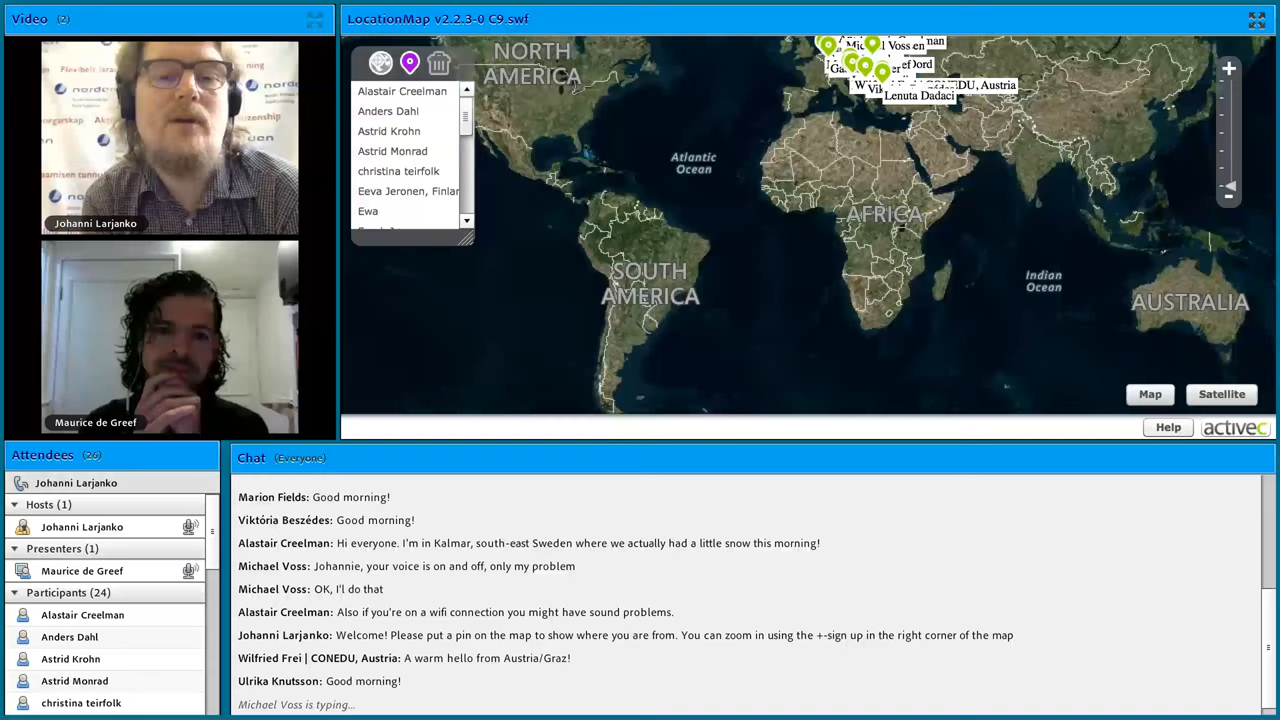 Video (2)
Flexibelt lära
norden
Johanni Larjanko
Maurice de Greef
LocationMap v2.2.3-0 C9.swf
Alastair Creelman
Anders Dahl
Astrid Krohn
Astrid Monrad
christina teirfolk
Eeva Jeronen, Finlan
Ewa
NORTH
AMERICA
Atlantic
Ocean
AFRICA
SOUTH
AMERICA
Indian
Ocean
AUSTRALIA
CONEDU, Austria
Lenuta Dadaci
Map
Satellite
Help
activec
Attendees (26)
Johanni Larjanko
Hosts (1)
Johanni Larjanko
Presenters (1)
Maurice de Greef
Participants (24)
Alastair Creelman
Anders Dahl
Astrid Krohn
Astrid Monrad
christina teirfolk
Chat (Everyone)
Marion Fields: Good morning!
Viktória Beszédes: Good morning!
Alastair Creelman: Hi everyone. I'm in Kalmar, south-east Sweden where we actually had a little snow this morning!
Michael Voss: Johannie, your voice is on and off, only my problem
Michael Voss: OK, I'll do that
Alastair Creelman: Also if you're on a wifi connection you might have sound problems.
Johanni Larjanko: Welcome! Please put a pin on the map to show where you are from. You can zoom in using the +-sign up in the right corner of the map
Wilfried Frei | CONEDU, Austria: A warm hello from Austria/Graz!
Ulrika Knutsson: Good morning!
Michael Voss is typing...